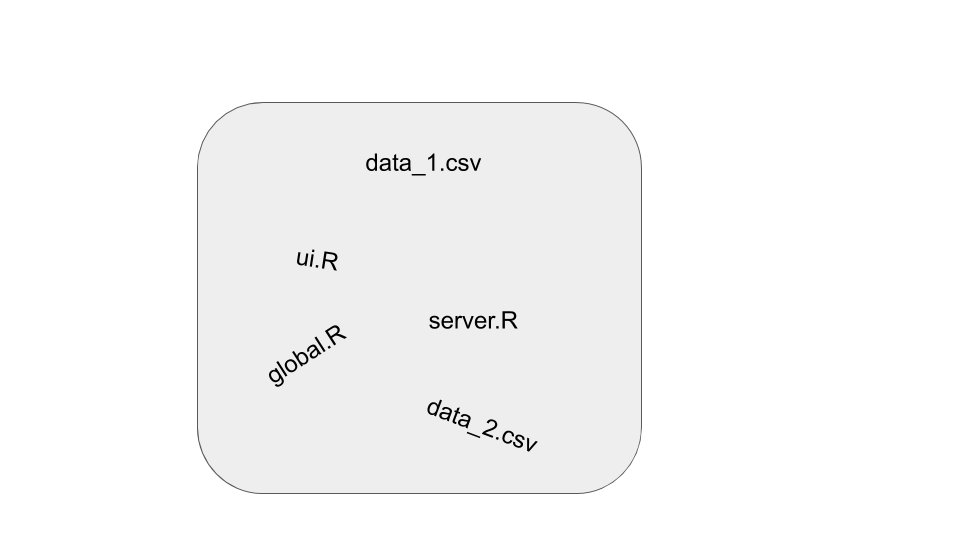 data_1.csv
ui.R
server.R
global.R
data_2.csv